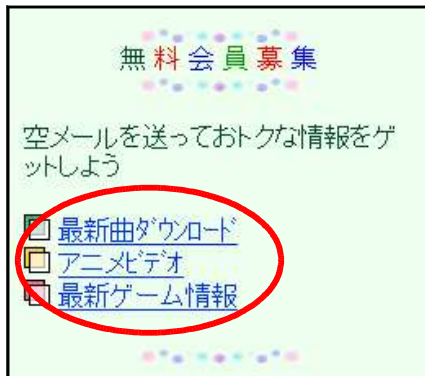 無料会員募集
空メールを送っておトクな情報をゲ
ットしよう
最新曲ダウンロード
アニメビデオ
最新ゲーム情報